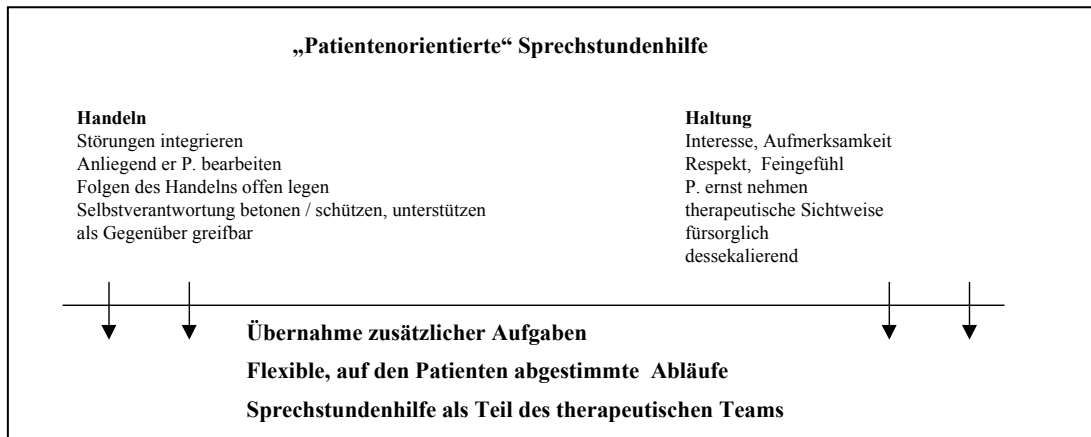 „Patientenorientierte“ Sprechstundenhilfe
Handeln
Störungen integrieren
Anliegend er P. bearbeiten
Folgen des Handelns offen legen
Selbstverantwortung betonen / schützen, unterstützen
als Gegenüber greifbar
Haltung
Interesse, Aufmerksamkeit
Respekt, Feingefühl
P. ernst nehmen
therapeutische Sichtweise
fürsorglich
dessekalierend
Übernahme zusätzlicher Aufgaben
Flexible, auf den Patienten abgestimmte Abläufe
Sprechstundenhilfe als Teil des therapeutischen Teams